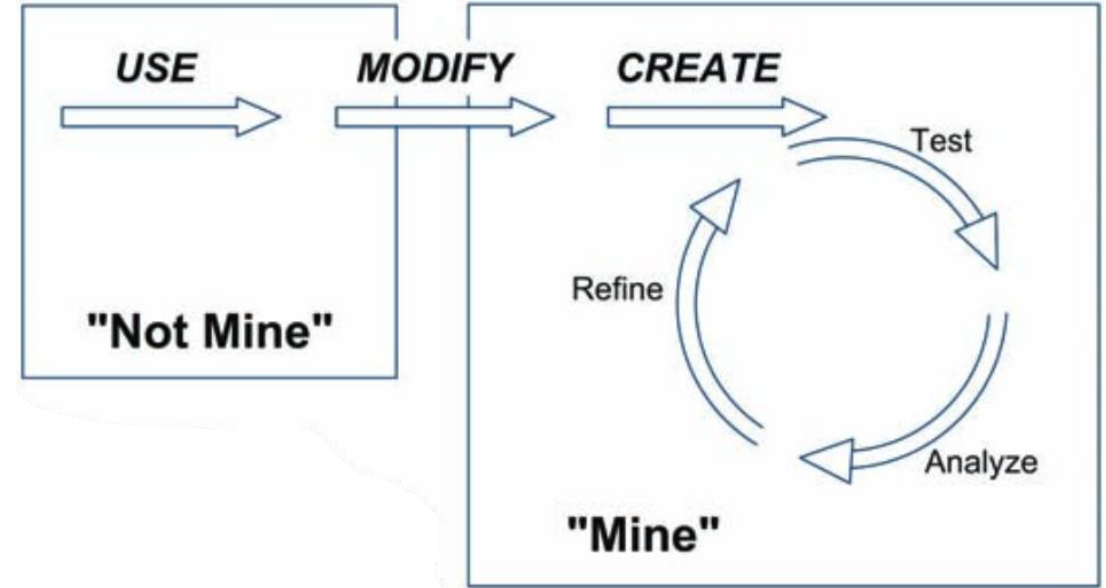 USE
MODIFY
CREATE
Test
Refine
"Not Mine"
Analyze
"Mine"